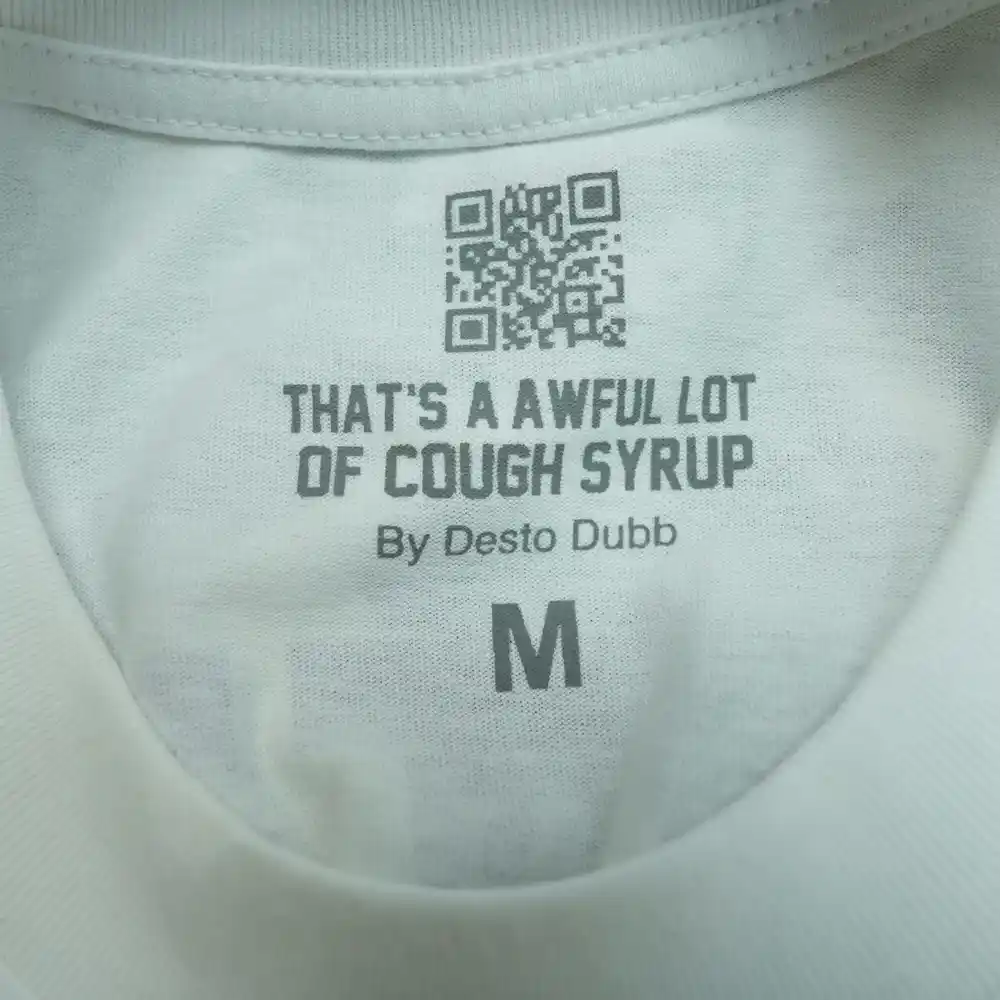 THAT'S A AWFUL LOT
OF COUGH SYRUP
By Desto Dubb
M